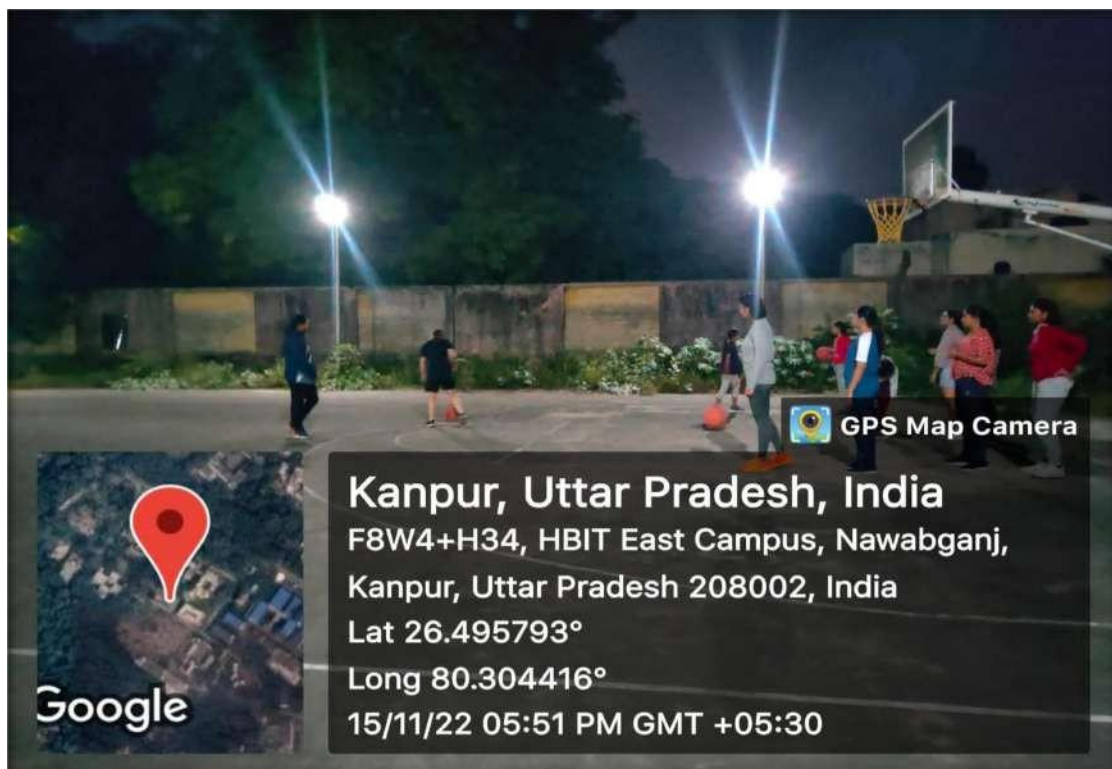 GPS Map Camera
Kanpur, Uttar Pradesh, India
F8W4+H34, HBIT East Campus, Nawabganj,
Kanpur, Uttar Pradesh 208002, India
Lat 26.495793°
Long 80.304416°
15/11/22 05:51 PM GMT +05:30
Google